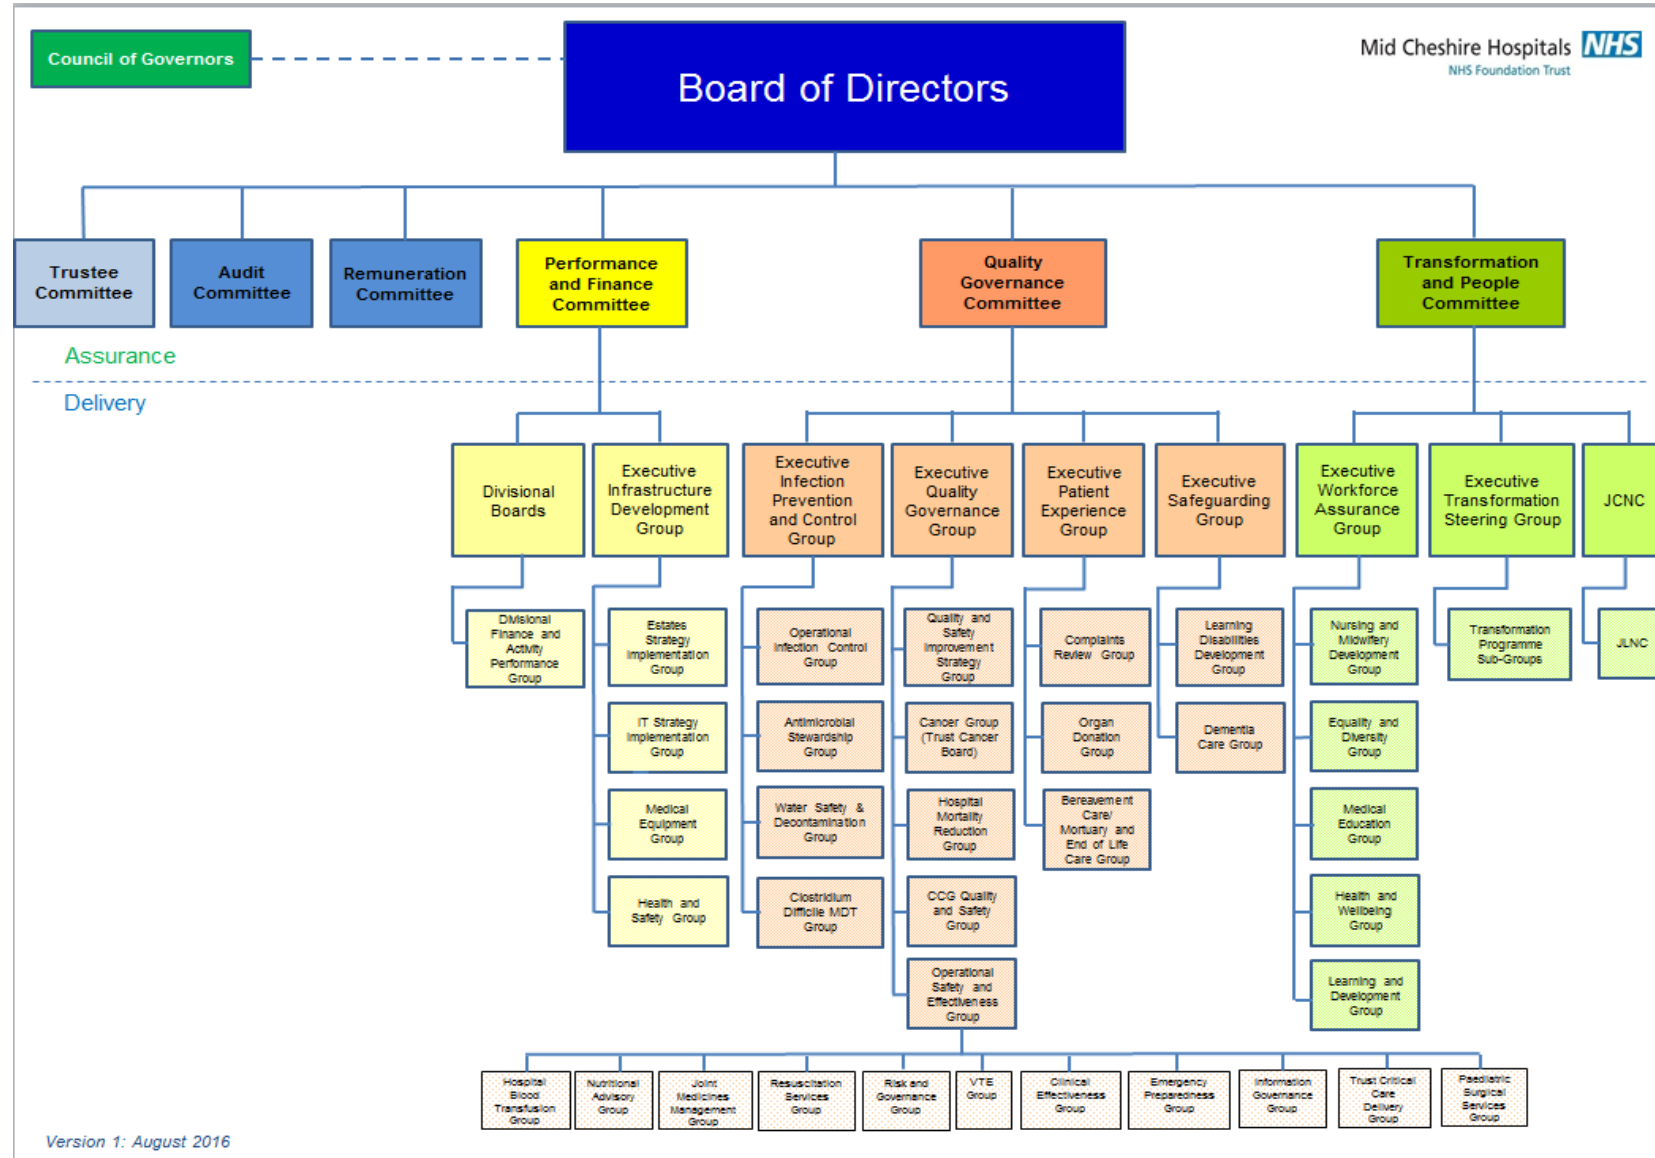 Council of Governors
Board of Directors
Mid Cheshire Hospitals NHS
NHS Foundation Trust
Trustee
Committee
Audit
Committee
Remuneration
Committee
Performance
and Finance
Committee
Quality
Governance
Committee
Transformation
and People
Committee
Assurance
Delivery
Divisional
Boards
Executive
Infrastructure
Development
Group
Executive
Infection
Prevention
and Control
Group
Executive
Quality
Governance
Group
Executive
Patient
Experience
Group
Executive
Safeguarding
Group
Executive
Workforce
Assurance
Group
Executive
Transformation
Steering Group
JCNC
Divisional
Finance and
Activity
Performance
Group
Estates
Strategy
Implementation
Group
Operational
Infection Control
Group
Quality and
Safety
Improvement
Strategy
Group
Complaints
Review Group
Learning
Disabilities
Development
Group
Nursing and
Midwifery
Development
Group
Transformation
Programme
Sub-Groups
JLNC
IT Strategy
Implementation
Group
Antimicrobial
Stewardship
Group
Cancer Group
(Trust Cancer
Board)
Organ
Donation
Group
Dementia
Care Group
Equality and
Diversity
Group
Medical
Equipment
Group
Water Safety &
Decontamination
Group
Hospital
Mortality
Reduction
Group
Bereavement
Care/
Mortuary and
End of Life
Care Group
Medical
Education
Group
Health and
Safety Group
Clostridium
Difficile MDT
Group
CCG Quality
and Safety
Group
Health and
Wellbeing
Group
Operational
Safety and
Effectiveness
Group
Learning and
Development
Group
Hospital
Blood
Transfusion
Group
Nutritional
Advisory
Group
Joint
Medicines
Management
Group
Resuscitation
Services
Group
Risk and
Governance
Group
VTE
Group
Clinical
Effectiveness
Group
Emergency
Preparedness
Group
Information
Governance
Group
Trust Critical
Care
Delivery
Group
Paediatric
Surgical
Services
Group
Version 1: August 2016